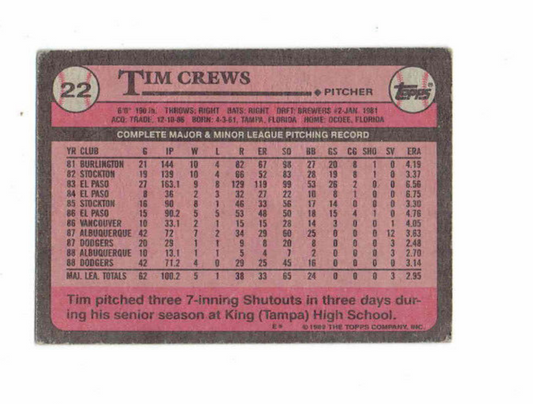 22
TIM CREWS
PITCHER
TOPPS®
6'0" 190 lb. THROWS: RIGHT BATS: RIGHT DRFT: BREWERS #2-JAN. 1981
ACQ: TRADE, 12-10-86 BORN: 4-3-61, TAMPA, FLORIDA HOME: OCOEE, FLORIDA
COMPLETE MAJOR & MINOR LEAGUE PITCHING RECORD
YR CLUB G IP W L R ER SO BB GS CG SHO SV ERA
81 BURLINGTON 21 144 10 4 82 67 98 27 20 8 1 0 4.19
82 STOCKTON 19 139 10 4 66 52 83 28 19 8 1 0 3.37
83 EL PASO 27 163.1 9 8 129 119 99 53 26 2 0 0 6.56
84 EL PASO 8 36 2 3 32 27 22 10 8 1 0 0 6.75
85 STOCKTON 16 90 8 1 46 33 56 17 14 0 0 0 3.30
86 EL PASO 15 90.2 5 5 53 48 50 18 15 4 1 0 4.76
86 VANCOUVER 10 33.1 2 1 15 15 28 14 3 1 0 4.05
87 ALBUQUERQUE 42 72 7 2 34 29 60 25 0 0 0 12 3.63
87 DODGERS 20 29 1 1 9 8 20 8 0 0 0 3 2.48
88 ALBUQUERQUE 10 13.1 1 1 5 4 7 2 0 0 0 3 2.70
88 DODGERS 42 71.2 4 0 29 25 45 16 0 0 0 0 3.14
MAJ. LEA. TOTALS 62 100.2 5 1 38 33 65 24 0 0 0 3 2.95
Tim pitched three 7-inning Shutouts in three days dur-
ing his senior season at King (Tampa) High School.
E* © 1989 THE TOPPS COMPANY, INC.